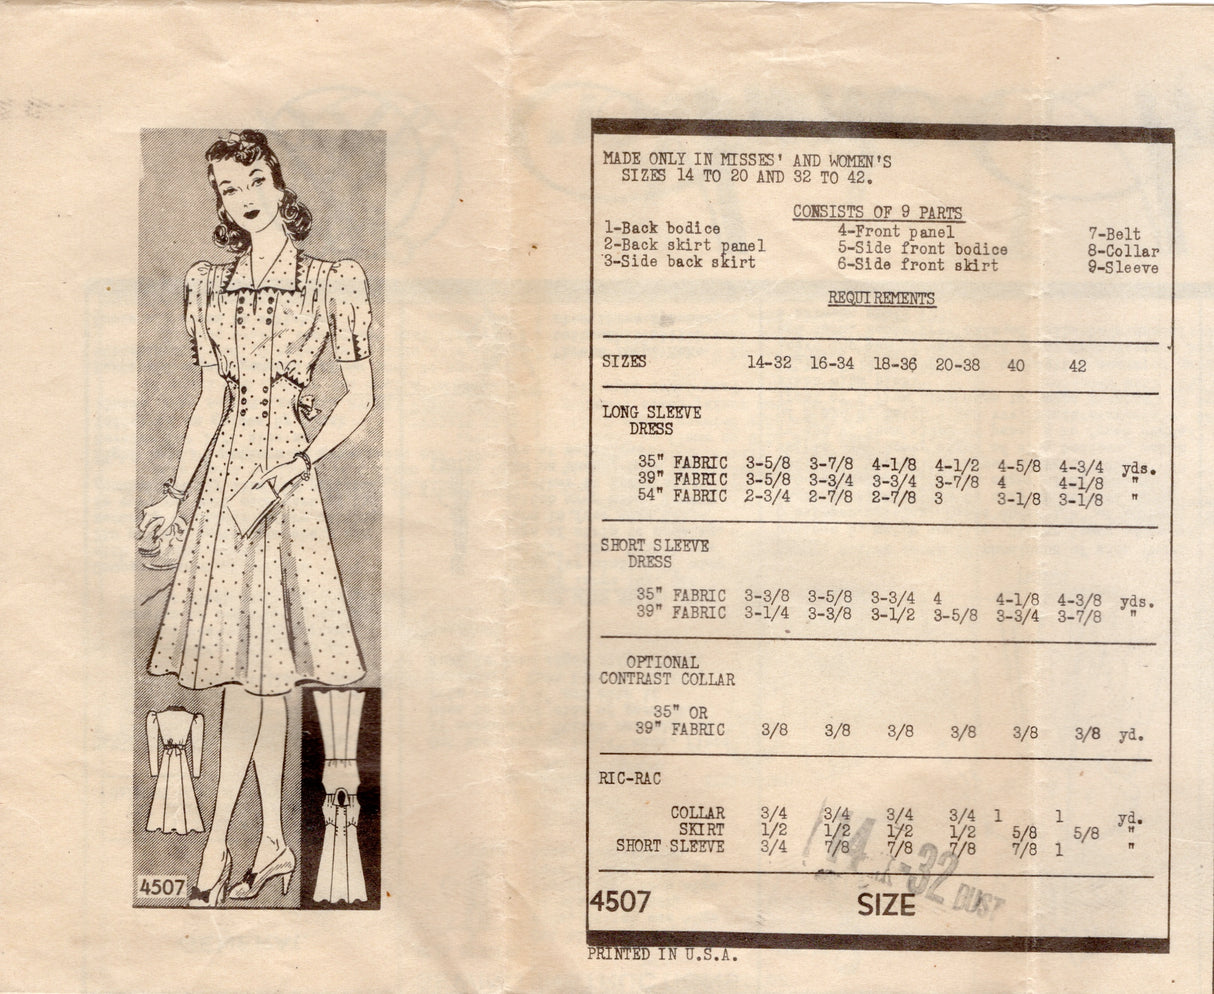 4507
MADE ONLY IN MISSES' AND WOMEN'S
SIZES 14 TO 20 AND 32 TO 42.
CONSISTS OF 9 PARTS
1-Back bodice 4-Front panel 7-Belt
2-Back skirt panel 5-Side front bodice 8-Collar
3-Side back skirt 6-Side front skirt 9-Sleeve
REQUIREMENTS
SIZES 14-32 16-34 18-36 20-38 40 42
LONG SLEEVE
DRESS
35" FABRIC 3-5/8 3-7/8 4-1/8 4-1/2 4-5/8 4-3/4 yds.
39" FABRIC 3-5/8 3-3/4 3-3/4 3-7/8 4 4-1/8 "
54" FABRIC 2-3/4 2-7/8 2-7/8 3 3-1/8 3-1/8 "
SHORT SLEEVE
DRESS
35" FABRIC 3-3/8 3-5/8 3-3/4 4 4-1/8 4-3/8 yds.
39" FABRIC 3-1/4 3-3/8 3-1/2 3-5/8 3-3/4 3-7/8 "
OPTIONAL
CONTRAST COLLAR
35" OR
39" FABRIC 3/8 3/8 3/8 3/8 3/8 3/8 yd.
RIC-RAC
COLLAR 3/4 3/4 3/4 3/4 1 1 yd.
SKIRT 1/2 1/2 1/2 1/2 5/8 5/8 "
SHORT SLEEVE 3/4 7/8 7/8 7/8 7/8 1 "
14 32 BUST
4507 SIZE
PRINTED IN U.S.A.